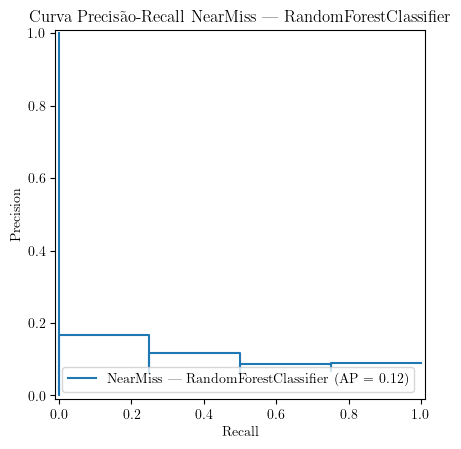 Curva Precisão-Recall NearMiss — RandomForestClassifier
1.0
0.8
0.6
0.4
0.2
0.0
Precision
NearMiss — RandomForestClassifier (AP = 0.12)
0.0 0.2 0.4 0.6 0.8 1.0
Recall